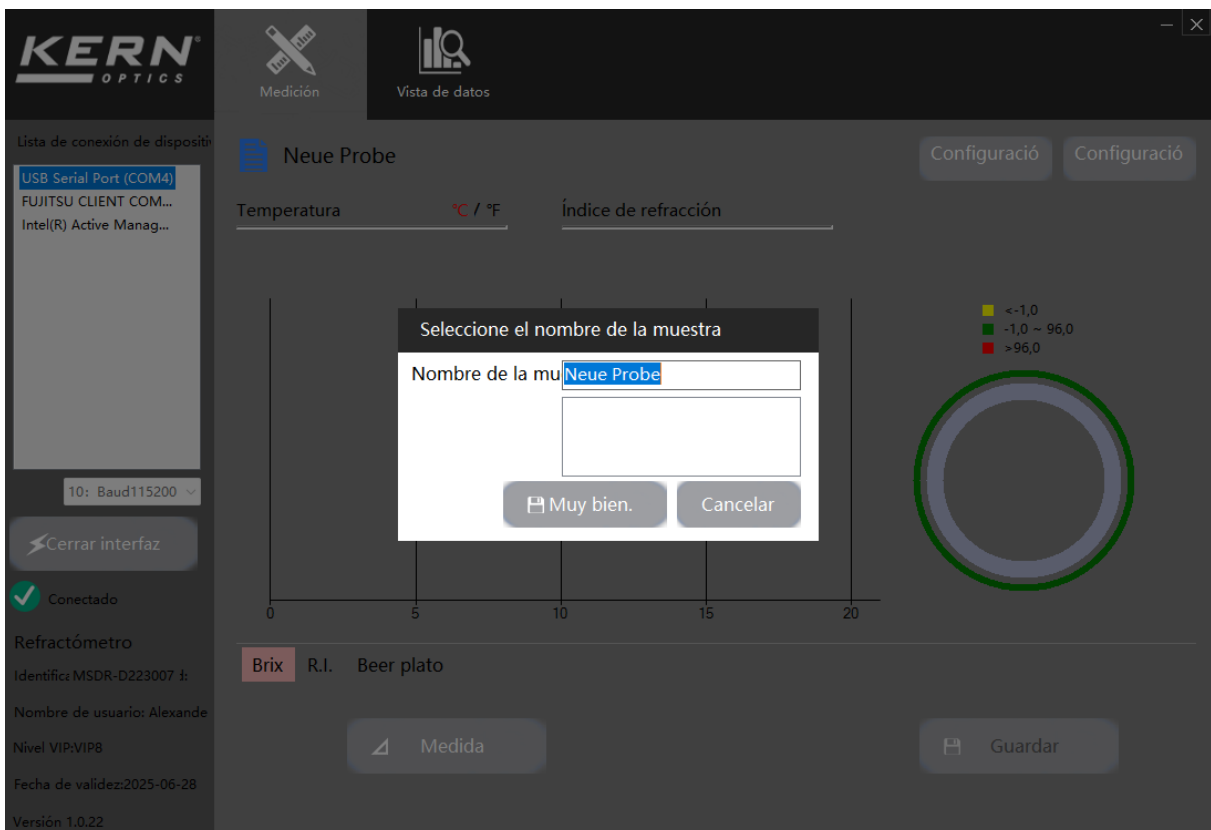 KERN
OPTICS
Medición
Vista de datos
Lista de conexión de dispositiv
USB Serial Port (COM4)
FUJITSU CLIENT COM...
Intel(R) Active Manag...
10: Baud115200
Cerrar interfaz
Conectado
Refractómetro
Identifica MSDR-D223007
Nombre de usuario: Alexande
Nivel VIP:VIP8
Fecha de validez:2025-06-28
Versión 1.0.22
Neue Probe
Configuració
Configuració
Temperatura °C / °F
Índice de refracción
Seleccione el nombre de la muestra
Nombre de la mu Neue Probe
Muy bien.
Cancelar
<-1,0
-1,0 ~ 96,0
>96,0
0 5 10 15 20
Brix R.I. Beer plato
Medida
Guardar